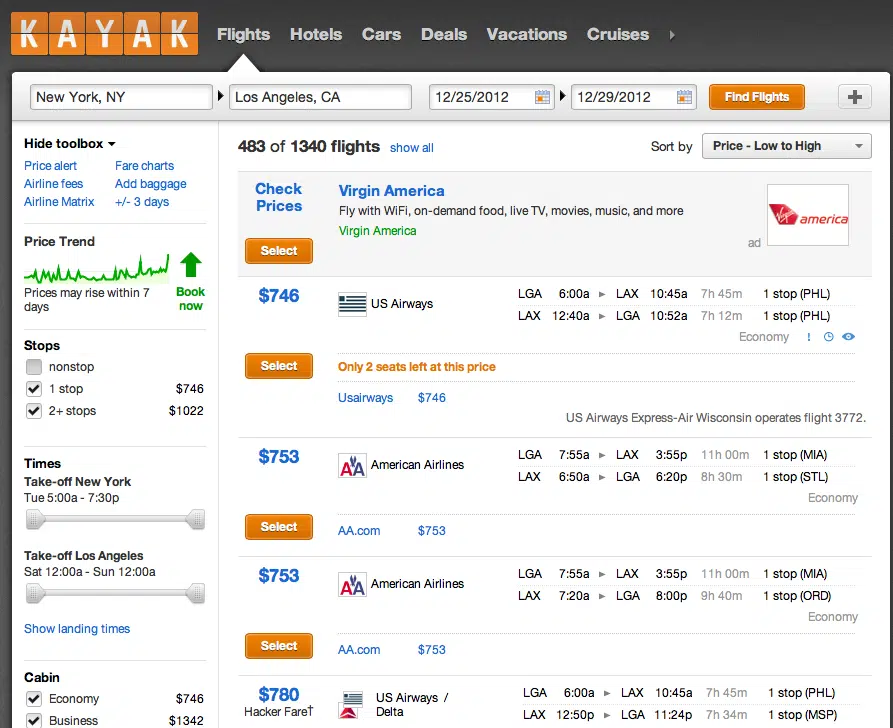 KAYAK Flights Hotels Cars Deals Vacations Cruises
New York, NY Los Angeles, CA 12/25/2012 12/29/2012 Find Flights
Hide toolbox
Price alert Fare charts
Airline fees Add baggage
Airline Matrix +/- 3 days
Price Trend
Prices may rise within 7
days
Book
now
Stops
nonstop
1 stop $746
2+ stops $1022
Times
Take-off New York
Tue 5:00a - 7:30p
Take-off Los Angeles
Sat 12:00a - Sun 12:00a
Show landing times
Cabin
Economy $746
Business $1342
483 of 1340 flights show all Sort by Price - Low to High
Check
Prices
Select
Virgin America
Fly with WiFi, on-demand food, live TV, movies, music, and more
Virgin America
ad
Virgin america
$746 US Airways
LGA 6:00a ► LAX 10:45a 7h 45m 1 stop (PHL)
LAX 12:40a ► LGA 10:52a 7h 12m 1 stop (PHL)
Economy !
Select Only 2 seats left at this price
Usairways $746
US Airways Express-Air Wisconsin operates flight 3772.
$753 AA American Airlines
LGA 7:55a ► LAX 3:55p 11h 00m 1 stop (MIA)
LAX 6:50a ► LGA 6:20p 8h 30m 1 stop (STL)
Economy
Select AA.com $753
$753 AA American Airlines
LGA 7:55a ► LAX 3:55p 11h 00m 1 stop (MIA)
LAX 7:20a ► LGA 8:00p 9h 40m 1 stop (ORD)
Economy
Select AA.com $753
$780
Hacker Fare†
US Airways /
Delta
LGA 6:00a ► LAX 10:45a 7h 45m 1 stop (PHL)
LAX 12:50p ► LGA 11:24p 7h 34m 1 stop (MSP)